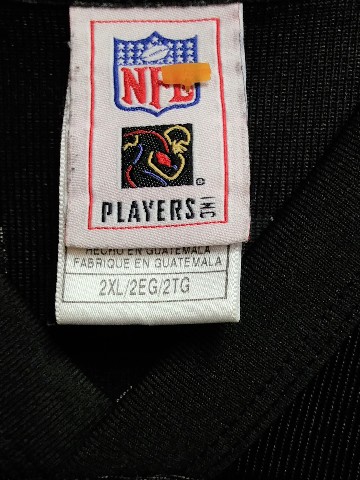 NFL
PLAYERS INC
HECHO EN GUATEMALA
FABRIQUE EN GUATEMALA
2XL/2EG/2TG